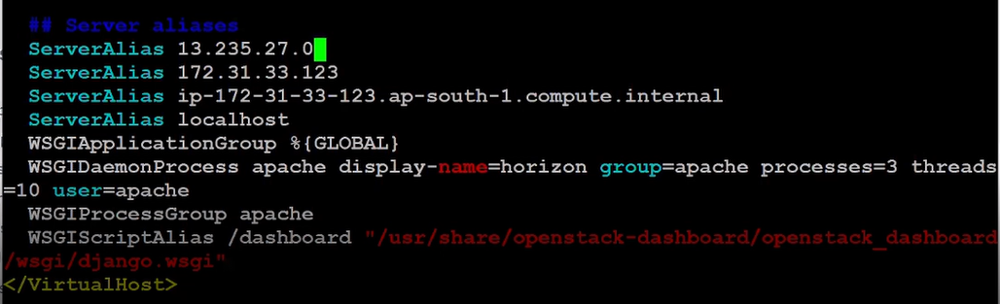 ## Server aliases
ServerAlias 13.235.27.0
ServerAlias 172.31.33.123
ServerAlias ip-172-31-33-123.ap-south-1.compute.internal
ServerAlias localhost
WSGIApplicationGroup %{GLOBAL}
WSGIDaemonProcess apache display-name=horizon group=apache processes=3 threads
=10 user=apache
WSGIProcessGroup apache
WSGIScriptAlias /dashboard "/usr/share/openstack-dashboard/openstack_dashboard
/wsgi/django.wsgi"
</VirtualHost>